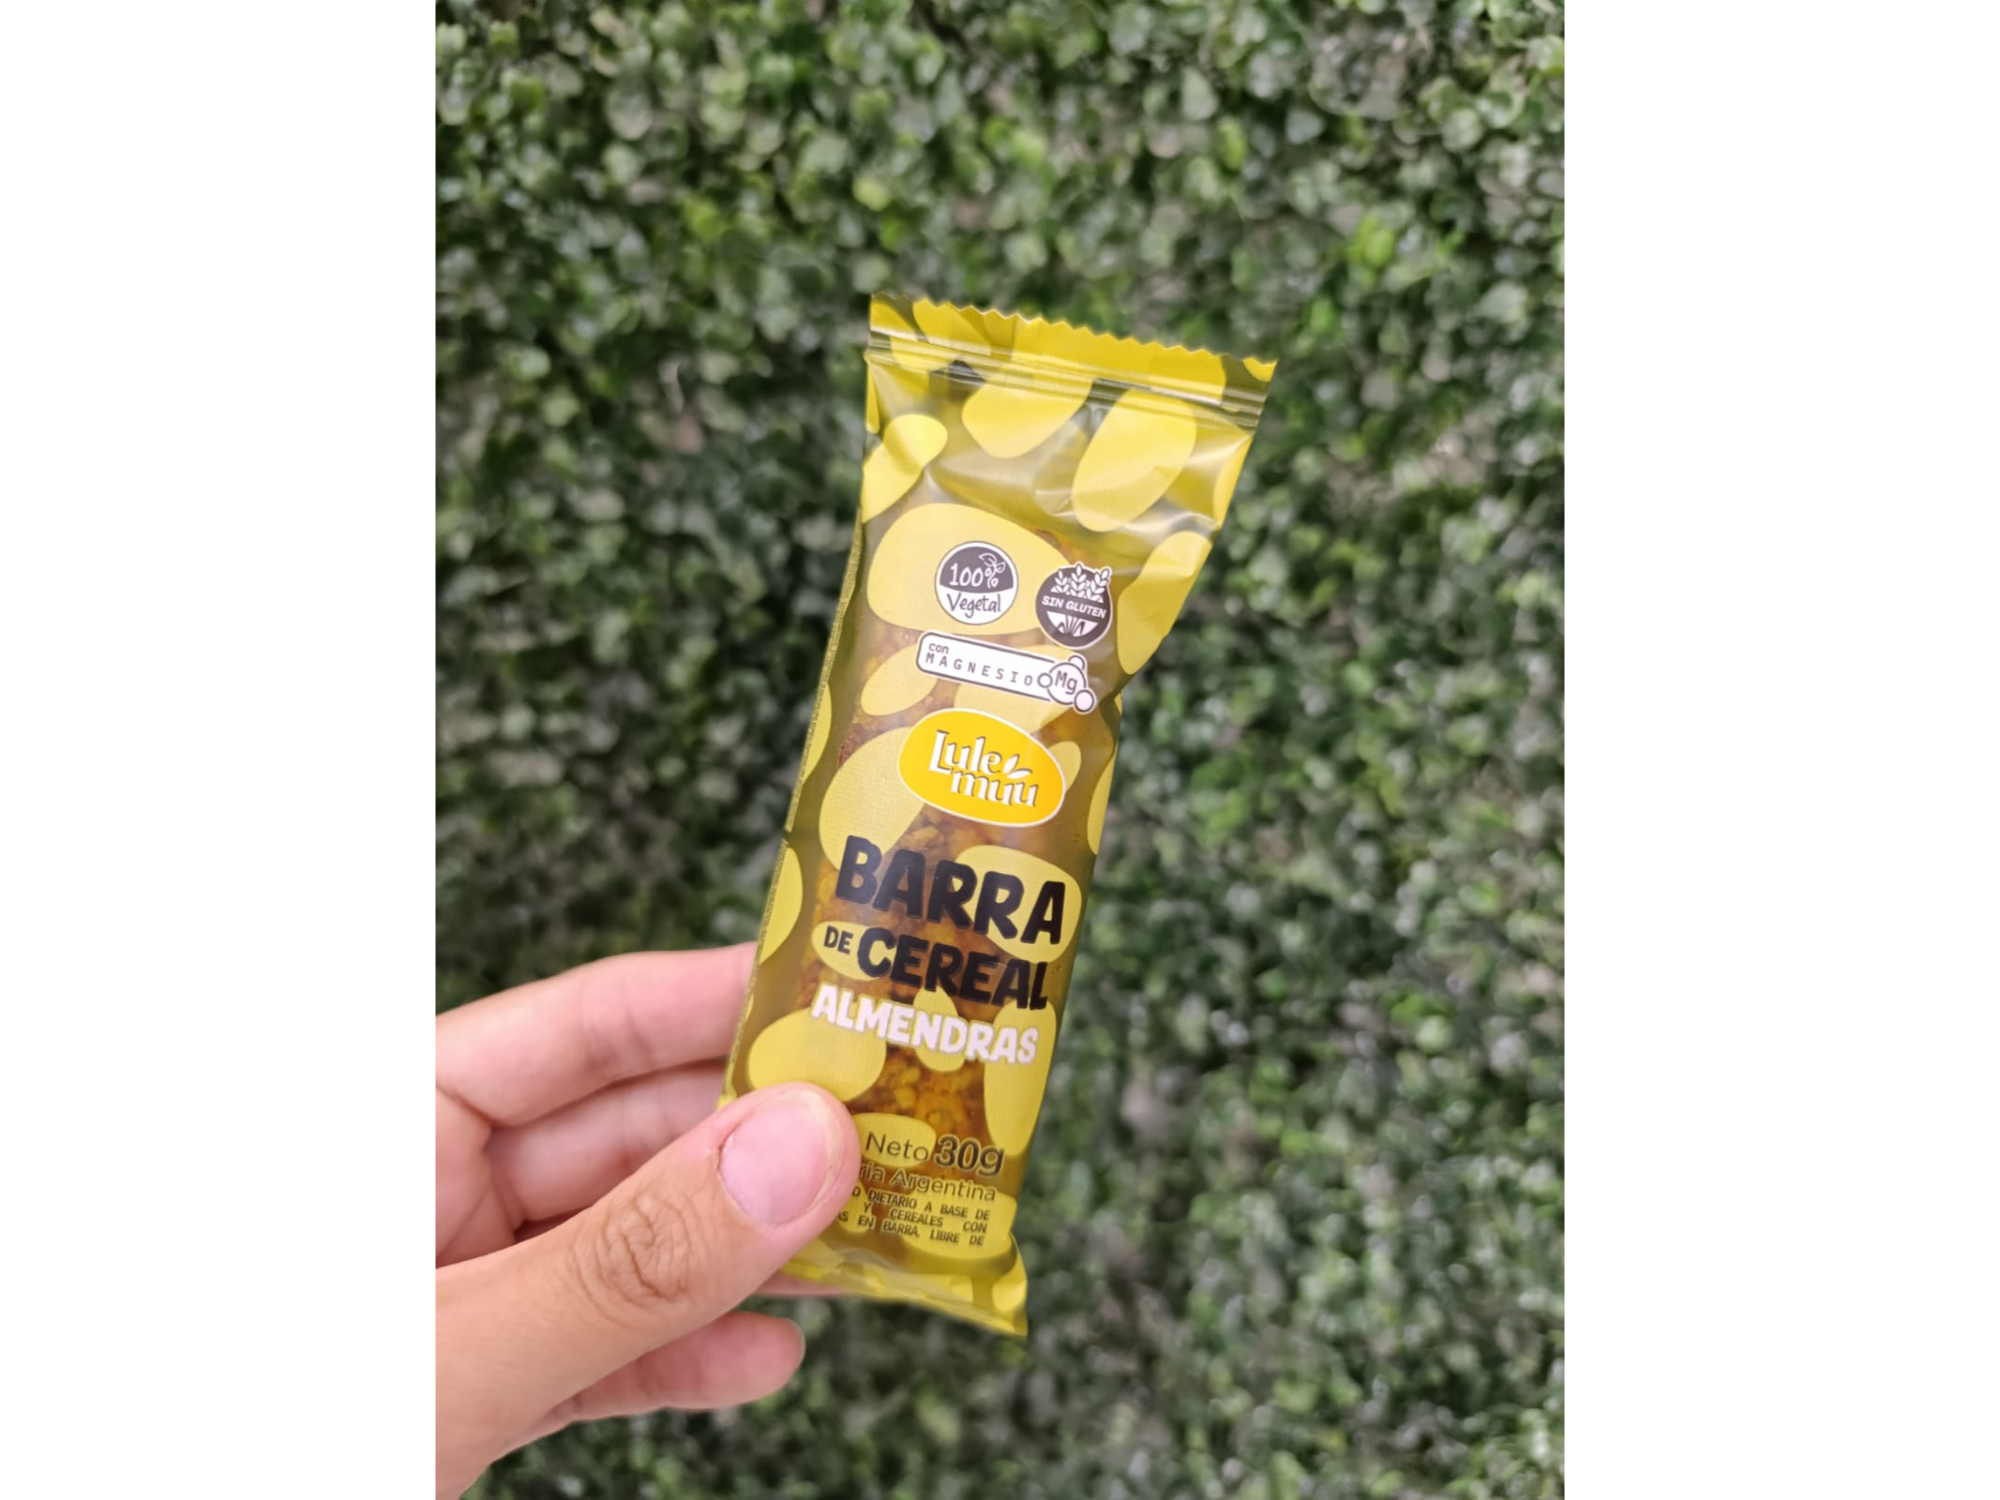 100%
Vegetal
SIN GLUTEN
con
MAGNESIO Mg
Lule
muu
BARRA
DE CEREAL
ALMENDRAS
Neto 30g
Argentina
DIETARIO A BASE DE
Y CEREALES CON
EN BARRA. LIBRE DE